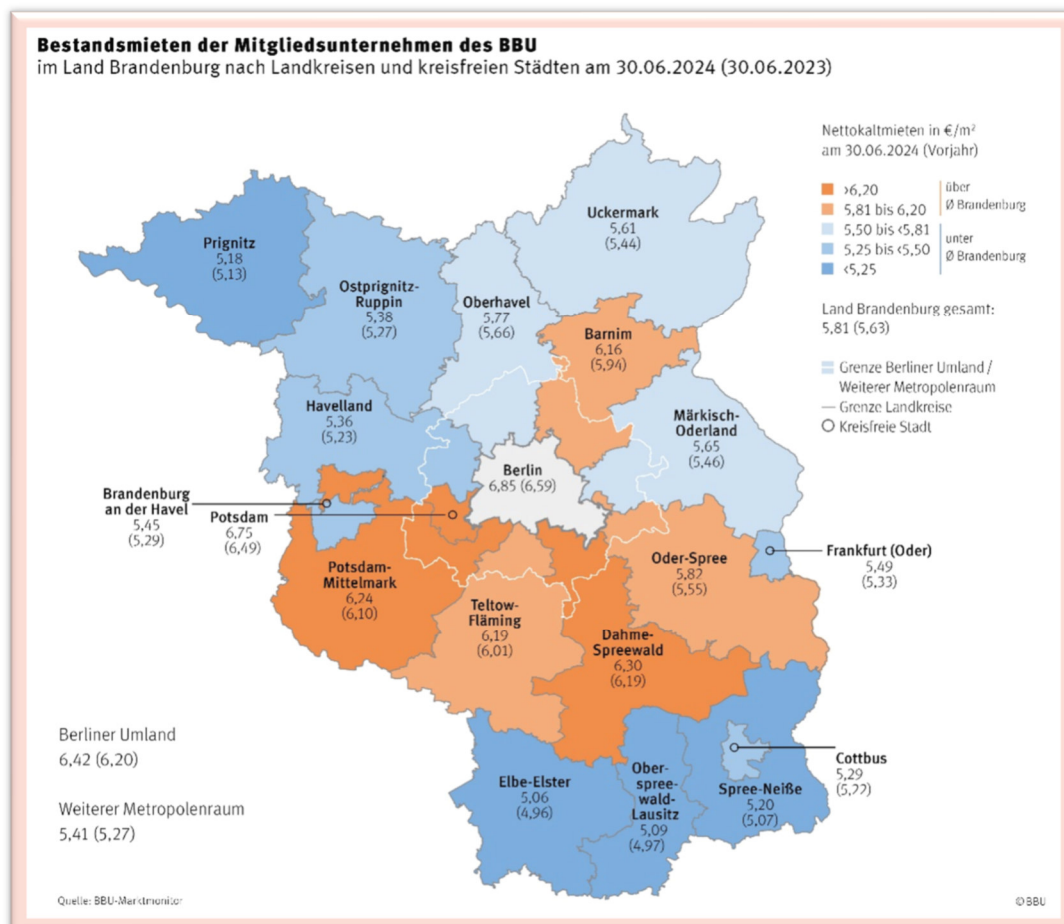 Bestandsmieten der Mitgliedsunternehmen des BBU
im Land Brandenburg nach Landkreisen und kreisfreien Städten am 30.06.2024 (30.06.2023)
Nettokaltmieten in €/m²
am 30.06.2024 (Vorjahr)
>6,20
5,81 bis 6,20
über
Ø Brandenburg
5,50 bis <5,81
5,25 bis <5,50
<5,25
unter
Ø Brandenburg
Land Brandenburg gesamt:
5,81 (5,63)
Grenze Berliner Umland /
Weiterer Metropolenraum
Grenze Landkreise
Kreisfreie Stadt
Uckermark
5,61
(5,44)
Prignitz
5,18
(5,13)
Ostprignitz-
Ruppin
5,38
(5,27)
Oberhavel
5,77
(5,66)
Barnim
6,16
(5,94)
Havelland
5,36
(5,23)
Märkisch-
Oderland
5,65
(5,46)
Berlin
6,85 (6,59)
Brandenburg
an der Havel
5,45
(5,29)
Potsdam
6,75
(6,49)
Frankfurt (Oder)
5,49
(5,33)
Oder-Spree
5,82
(5,55)
Potsdam-
Mittelmark
6,24
(6,10)
Teltow-
Fläming
6,19
(6,01)
Dahme-
Spreewald
6,30
(6,19)
Berliner Umland
6,42 (6,20)
Weiterer Metropolenraum
5,41 (5,27)
Cottbus
5,29
(5,22)
Elbe-Elster
5,06
(4,96)
Ober-
spree-
wald-
Lausitz
5,09
(4,97)
Spree-Neiße
5,20
(5,07)
Quelle: BBU-Marktmonitor
©BBU